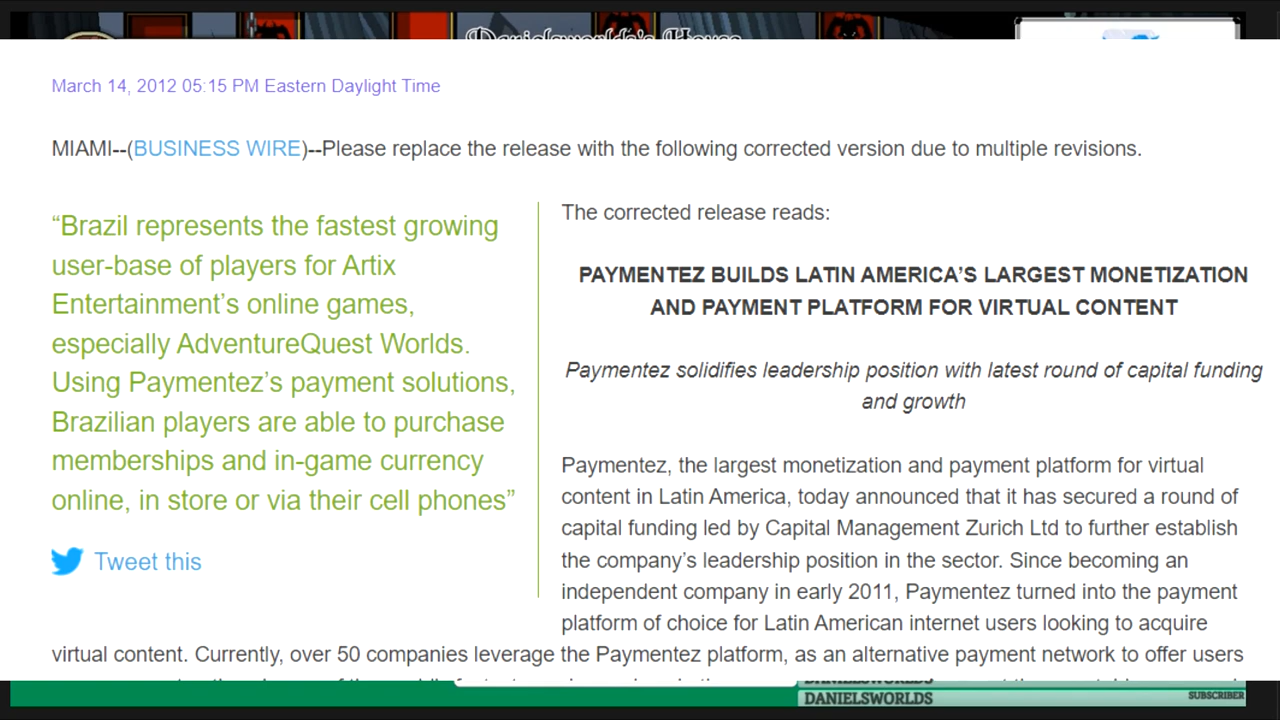 Danielsworlds's House
March 14, 2012 05:15 PM Eastern Daylight Time
MIAMI--(BUSINESS WIRE)--Please replace the release with the following corrected version due to multiple revisions.
“Brazil represents the fastest growing
user-base of players for Artix
Entertainment’s online games,
especially AdventureQuest Worlds.
Using Paymentez’s payment solutions,
Brazilian players are able to purchase
memberships and in-game currency
online, in store or via their cell phones”
Tweet this
The corrected release reads:
PAYMENTEZ BUILDS LATIN AMERICA’S LARGEST MONETIZATION
AND PAYMENT PLATFORM FOR VIRTUAL CONTENT
Paymentez solidifies leadership position with latest round of capital funding
and growth
Paymentez, the largest monetization and payment platform for virtual
content in Latin America, today announced that it has secured a round of
capital funding led by Capital Management Zurich Ltd to further establish
the company’s leadership position in the sector. Since becoming an
independent company in early 2011, Paymentez turned into the payment
platform of choice for Latin American internet users looking to acquire
virtual content. Currently, over 50 companies leverage the Paymentez platform, as an alternative payment network to offer users
DANIELSWORLDS
DANIELSWORLDS
SUBSCRIBER